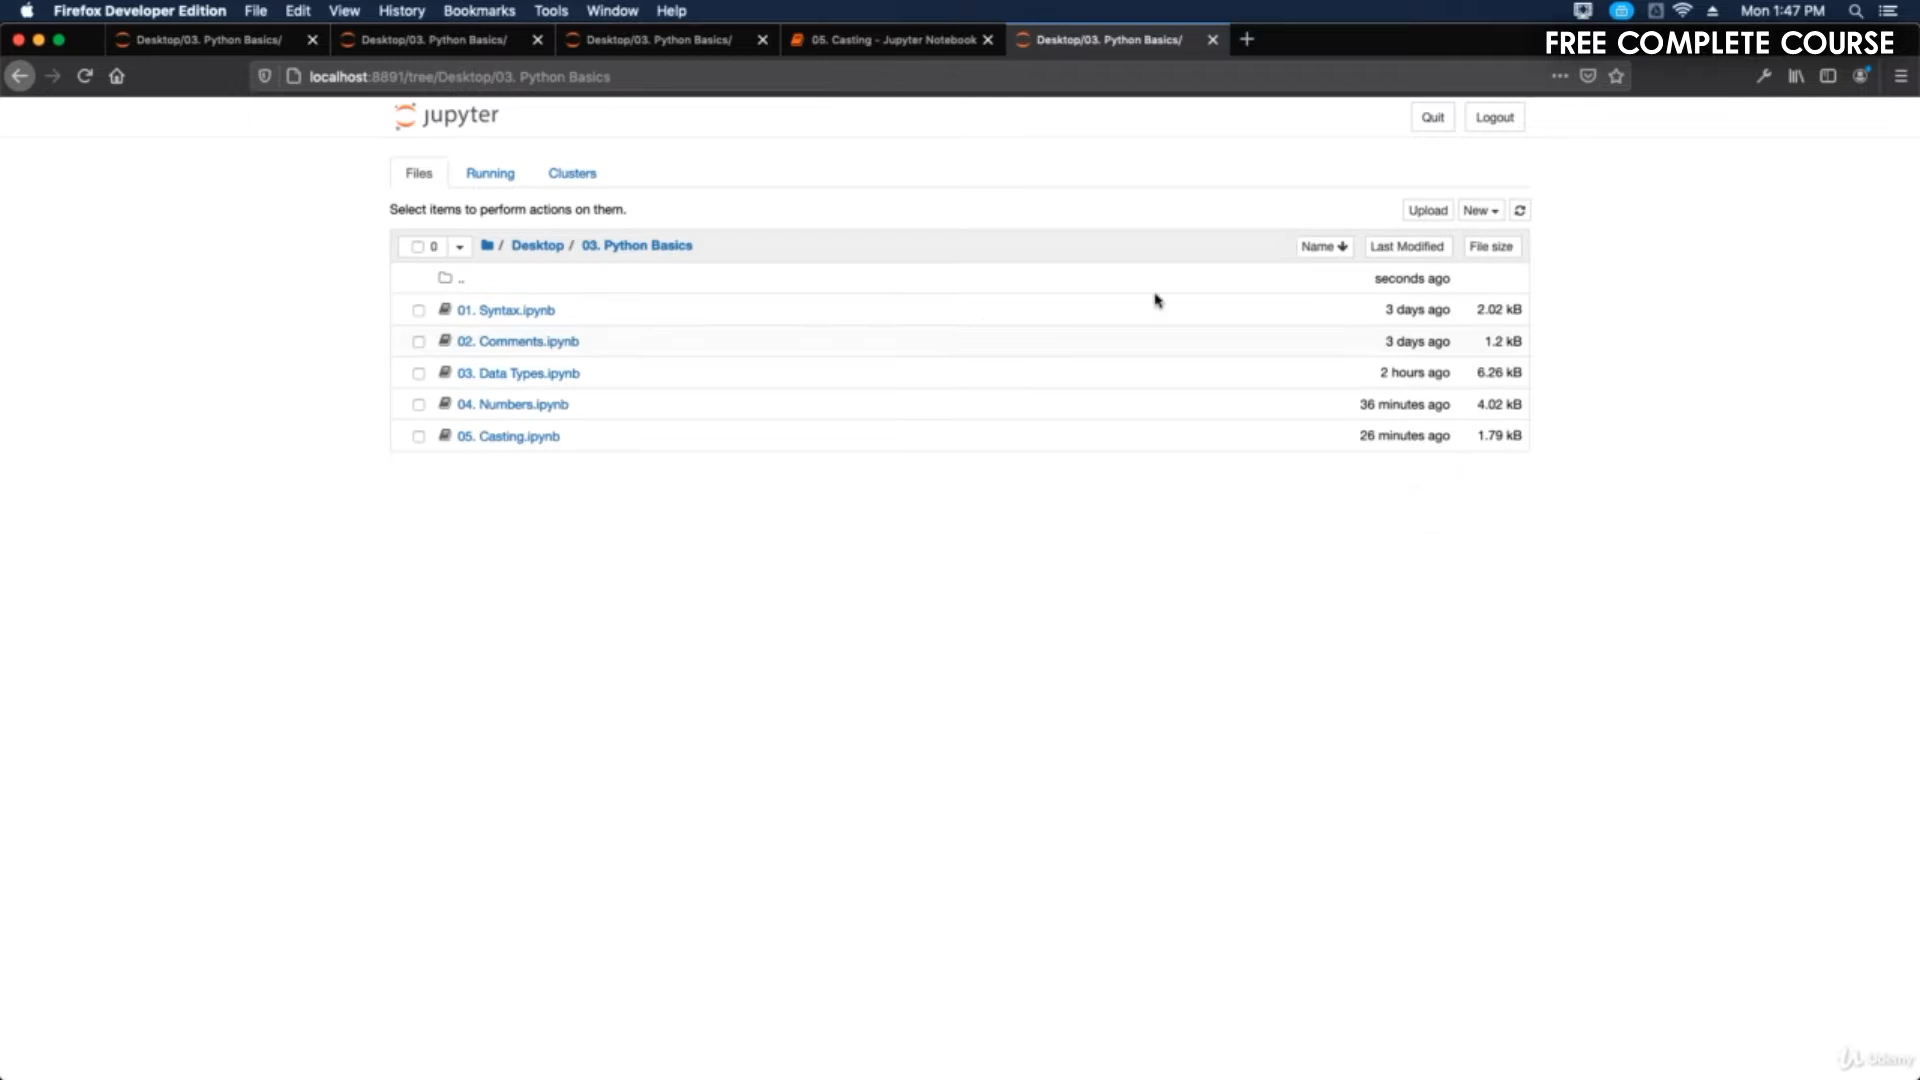 Firefox Developer Edition File Edit View History Bookmarks Tools Window Help Mon 1:47 PM
Desktop/03. Python Basics/ Desktop/03. Python Basics/ Desktop/03. Python Basics/ 05. Casting - Jupyter Notebook Desktop/03. Python Basics/
FREE COMPLETE COURSE
localhost:8891/tree/Desktop/03. Python Basics
jupyter Quit Logout
Files Running Clusters
Select items to perform actions on them. Upload New
0 / Desktop / 03. Python Basics Name Last Modified File size
.. seconds ago
01. Syntax.ipynb 3 days ago 2.02 kB
02. Comments.ipynb 3 days ago 1.2 kB
03. Data Types.ipynb 2 hours ago 6.26 kB
04. Numbers.ipynb 36 minutes ago 4.02 kB
05. Casting.ipynb 26 minutes ago 1.79 kB
Udemy